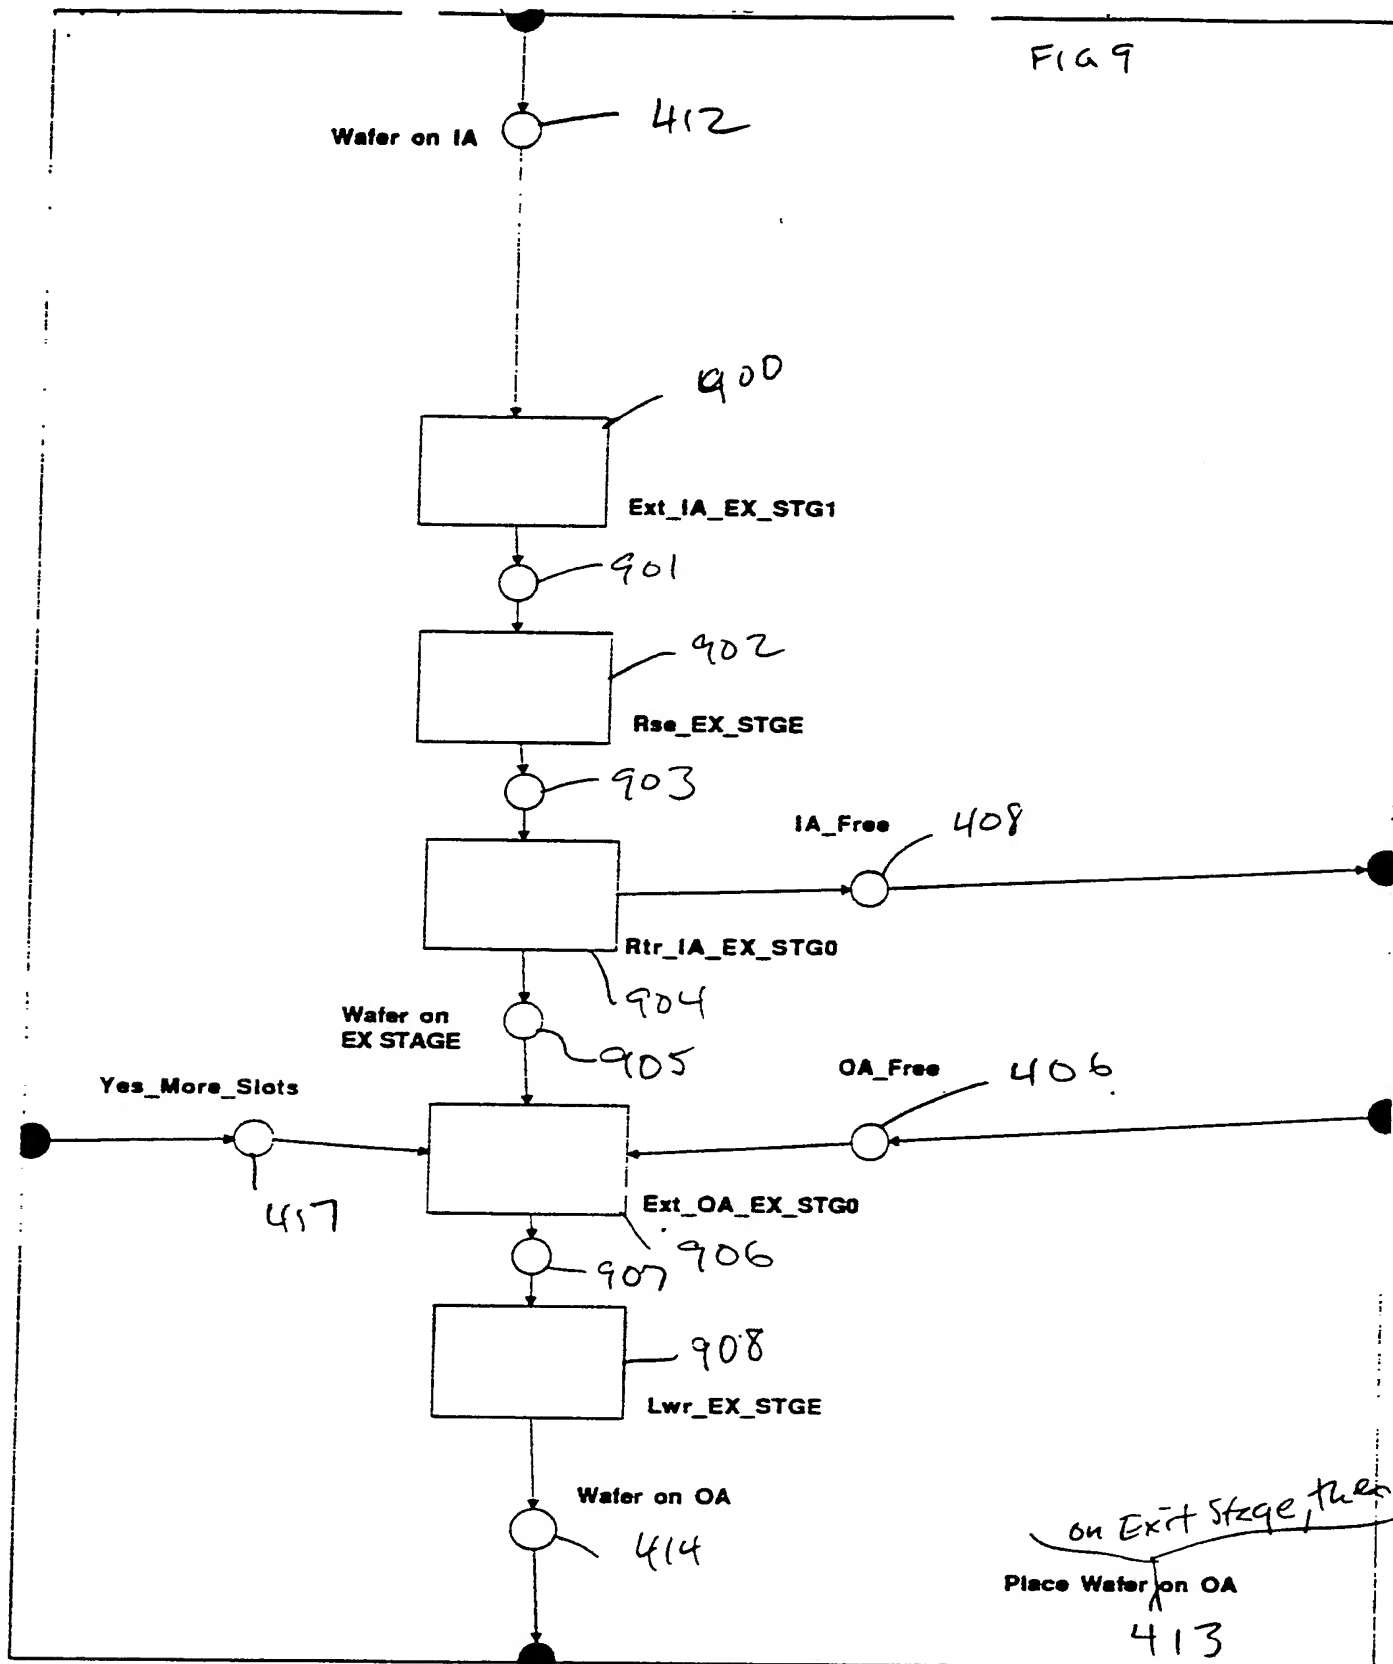 FIG 9
Wafer on IA
412
900
Ext_IA_EX_STG1
901
902
Rse_EX_STGE
903
IA_Free
408
Rtr_IA_EX_STG0
904
Wafer on
EX STAGE
905
OA_Free
406
Yes_More_Slots
417
Ext_OA_EX_STG0
906
907
908
Lwr_EX_STGE
Wafer on OA
414
on Exit Stage, then
Place Wafer on OA
413